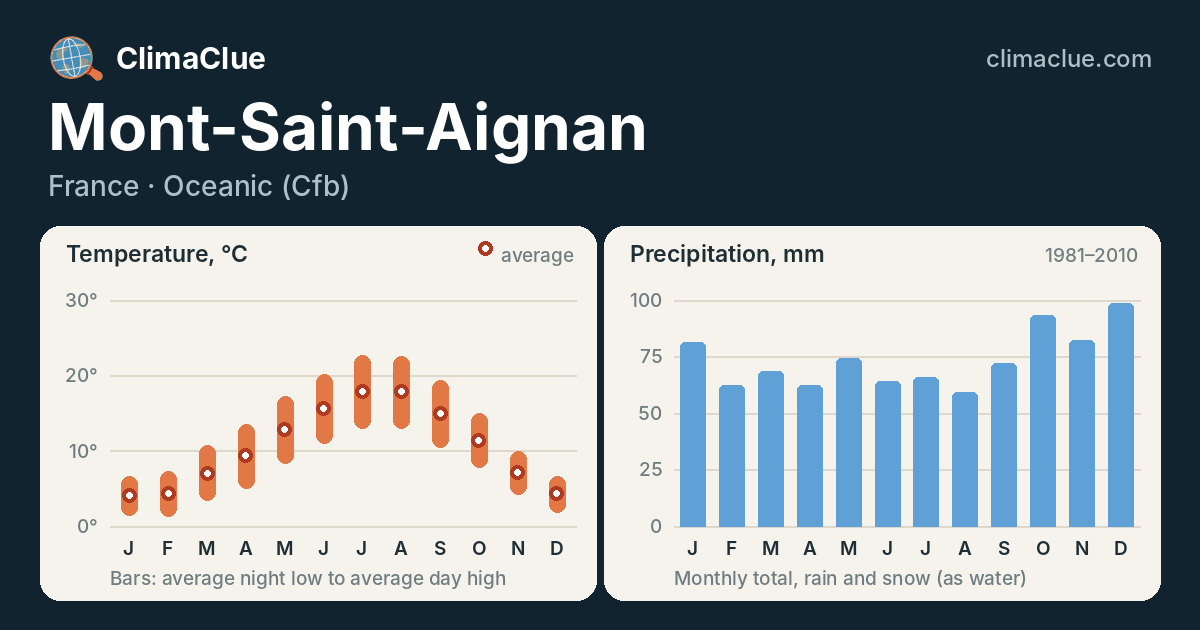 ClimaClue
climaclue.com
Mont-Saint-Aignan
France · Oceanic (Cfb)
Temperature, °C
average
30°
20°
10°
0°
J F M A M J J A S O N D
Bars: average night low to average day high
Precipitation, mm
1981–2010
100
75
50
25
0
J F M A M J J A S O N D
Monthly total, rain and snow (as water)